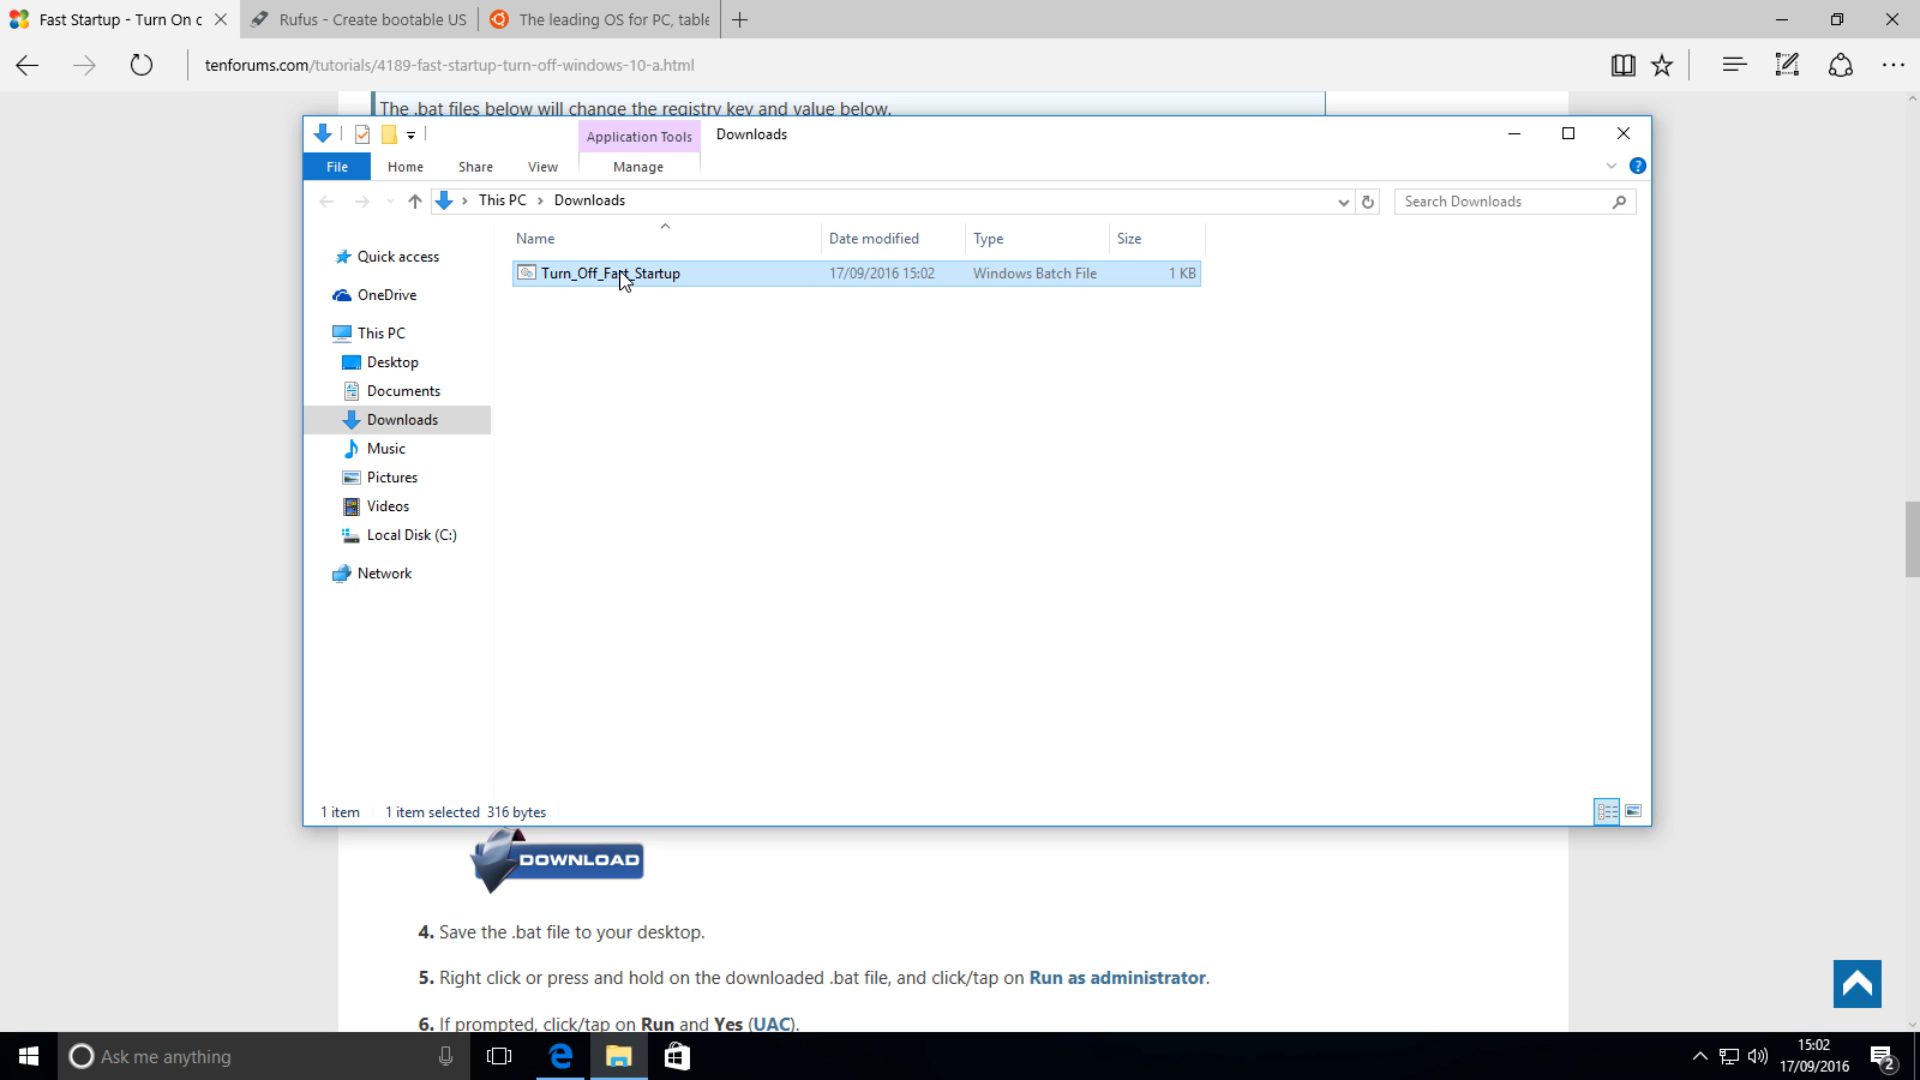 Fast Startup - Turn On c
Rufus - Create bootable US
The leading OS for PC, table
tenforums.com/tutorials/4189-fast-startup-turn-off-windows-10-a.html
The .bat files below will change the registry key and value below.
Application Tools
Downloads
File
Home
Share
View
Manage
This PC
Downloads
Search Downloads
Name
Date modified
Type
Size
Turn_Off_Fast_Startup
17/09/2016 15:02
Windows Batch File
1 KB
Quick access
OneDrive
This PC
Desktop
Documents
Downloads
Music
Pictures
Videos
Local Disk (C:)
Network
1 item
1 item selected 316 bytes
DOWNLOAD
4. Save the .bat file to your desktop.
5. Right click or press and hold on the downloaded .bat file, and click/tap on Run as administrator.
6. If prompted, click/tap on Run and Yes (UAC).
Ask me anything
15:02
17/09/2016
2